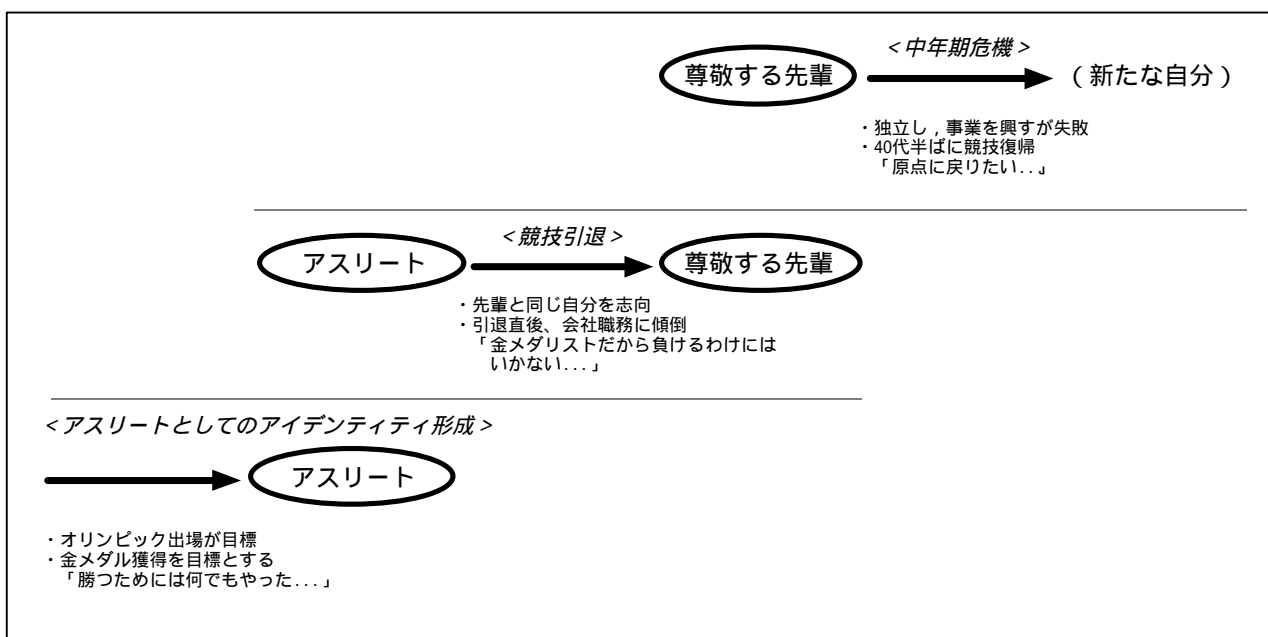 <中年期危機>
尊敬する先輩
(新たな自分)
・独立し,事業を興すが失敗
・40代半ばに競技復帰
「原点に戻りたい...」
<競技引退>
アスリート
尊敬する先輩
・先輩と同じ自分を志向
・引退直後、会社職務に傾倒
「金メダリストだから負けるわけには
いかない...」
<アスリートとしてのアイデンティティ形成>
アスリート
・オリンピック出場が目標
・金メダル獲得を目標とする
「勝つためには何でもやった...」